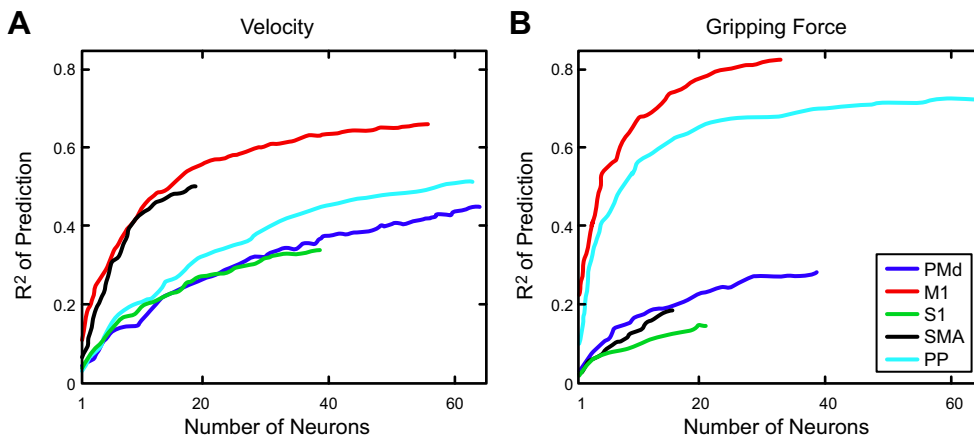 A
Velocity
0.8
0.6
0.4
0.2
0
R² of Prediction
1 20 40 60
Number of Neurons
B
Gripping Force
0.8
0.6
0.4
0.2
0
R² of Prediction
1 20 40 60
Number of Neurons
PMd
M1
S1
SMA
PP